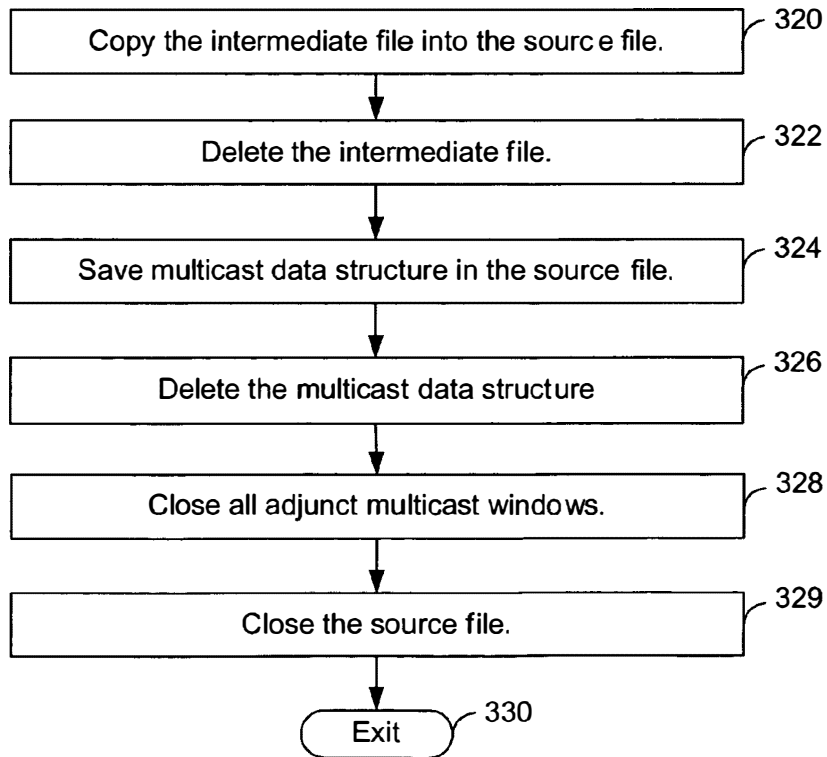 Copy the intermediate file into the source file.
320
Delete the intermediate file.
322
Save multicast data structure in the source file.
324
Delete the multicast data structure
326
Close all adjunct multicast windows.
328
Close the source file.
329
Exit
330